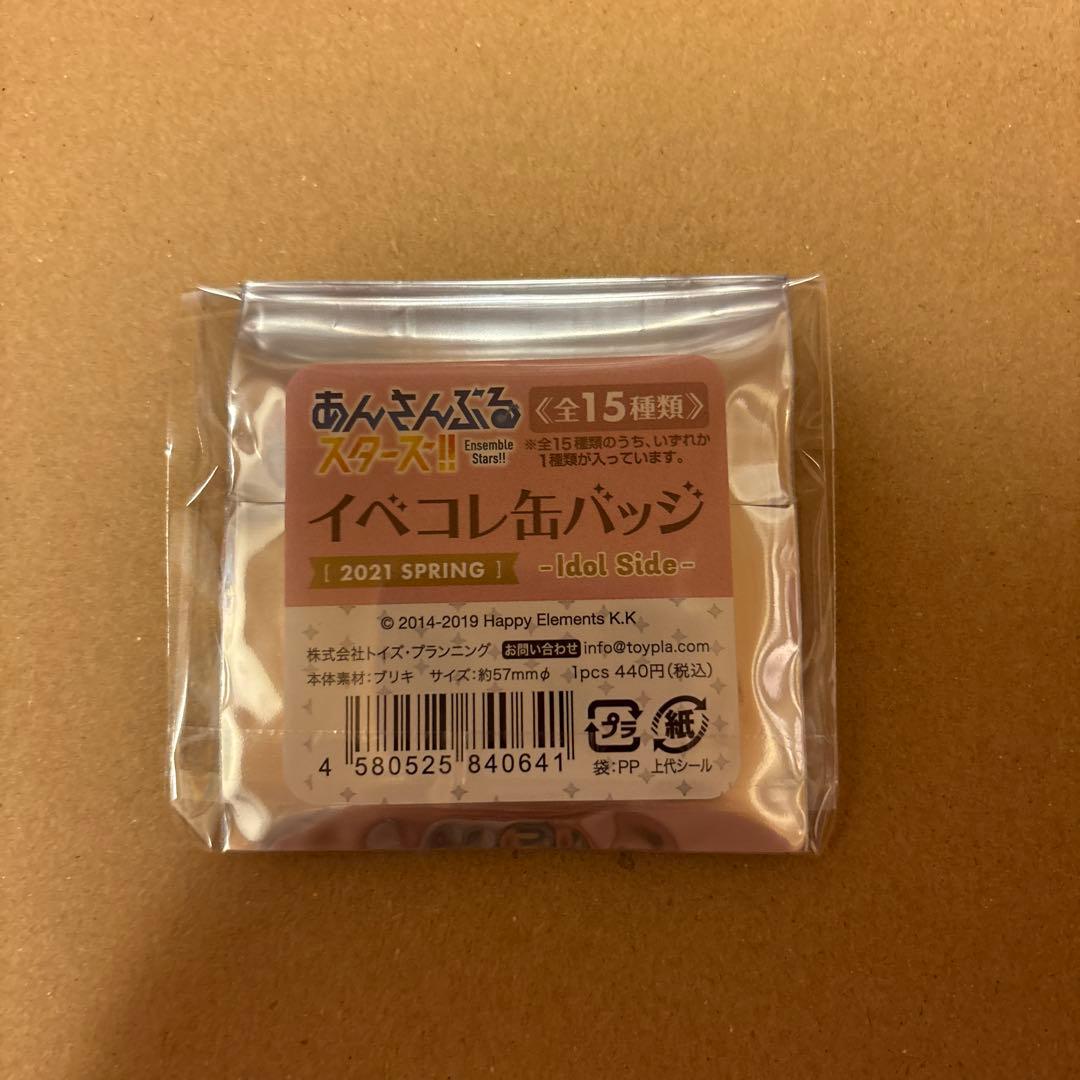 あんさんぶる
スターズ!!
Ensemble
Stars!!
《全15種類》
※全15種類のうち、いずれか
1種類が入っています。
イベコレ缶バッジ
[ 2021 SPRING ]
-Idol Side-
© 2014-2019 Happy Elements K.K
株式会社トイズ・プランニング お問い合わせ info@toypla.com
本体素材:ブリキ サイズ:約57mmφ 1pcs 440円(税込)
4 580525 840641
プラ
紙
袋:PP 上代シール